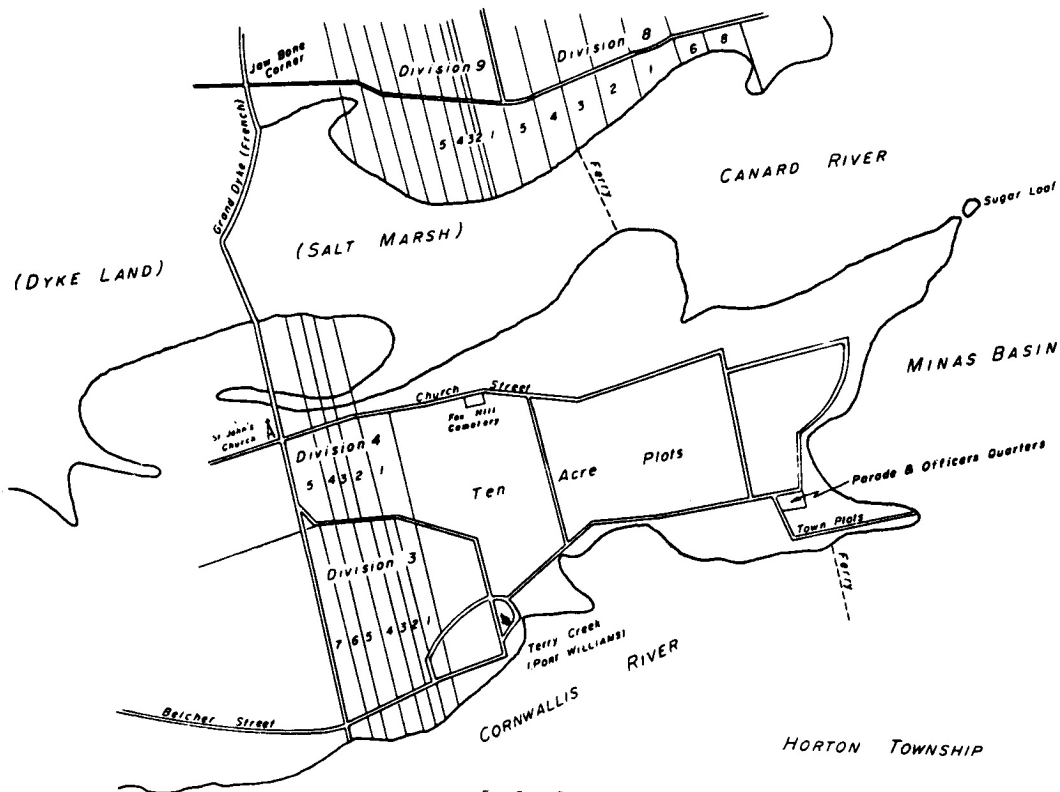 Jaw Bone
Corner
Division 9
Division 8
1 6 8
5 4 3 2 1 5 4 3 2
Grand Dyke (French)
Ferry
CANARD RIVER
Sugar Loaf
(SALT MARSH)
(DYKE LAND)
MINAS BASIN
Church Street
Fox Hill
Cemetery
St John's
Church
Division 4
5 4 3 2 1
Ten Acre Plots
Parade & Officers Quarters
Town Plots
Ferry
Division 3
7 6 5 4 3 2 1
Terry Creek
(PORT WILLIAMS)
CORNWALLIS RIVER
Belcher Street
HORTON TOWNSHIP